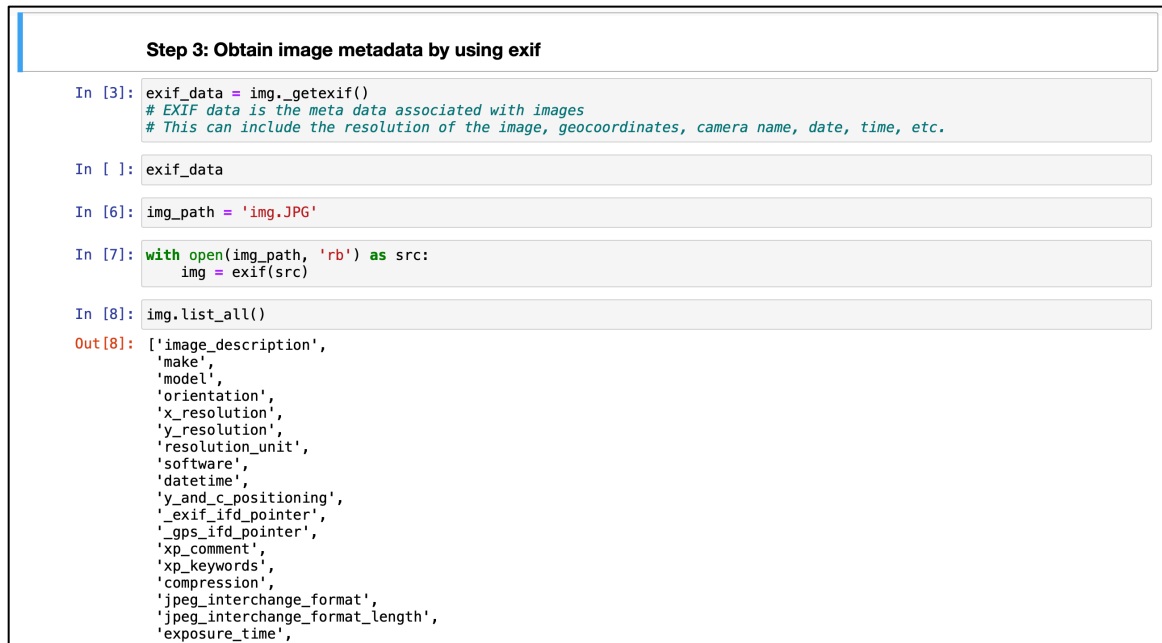 Step 3: Obtain image metadata by using exif
In [3]: exif_data = img._getexif()
# EXIF data is the meta data associated with images
# This can include the resolution of the image, geocoordinates, camera name, date, time, etc.
In [ ]: exif_data
In [6]: img_path = 'img.JPG'
In [7]: with open(img_path, 'rb') as src:
    img = exif(src)
In [8]: img.list_all()
Out[8]: ['image_description',
'make',
'model',
'orientation',
'x_resolution',
'y_resolution',
'resolution_unit',
'software',
'datetime',
'y_and_c_positioning',
'_exif_ifd_pointer',
'_gps_ifd_pointer',
'xp_comment',
'xp_keywords',
'compression',
'jpeg_interchange_format',
'jpeg_interchange_format_length',
'exposure_time',